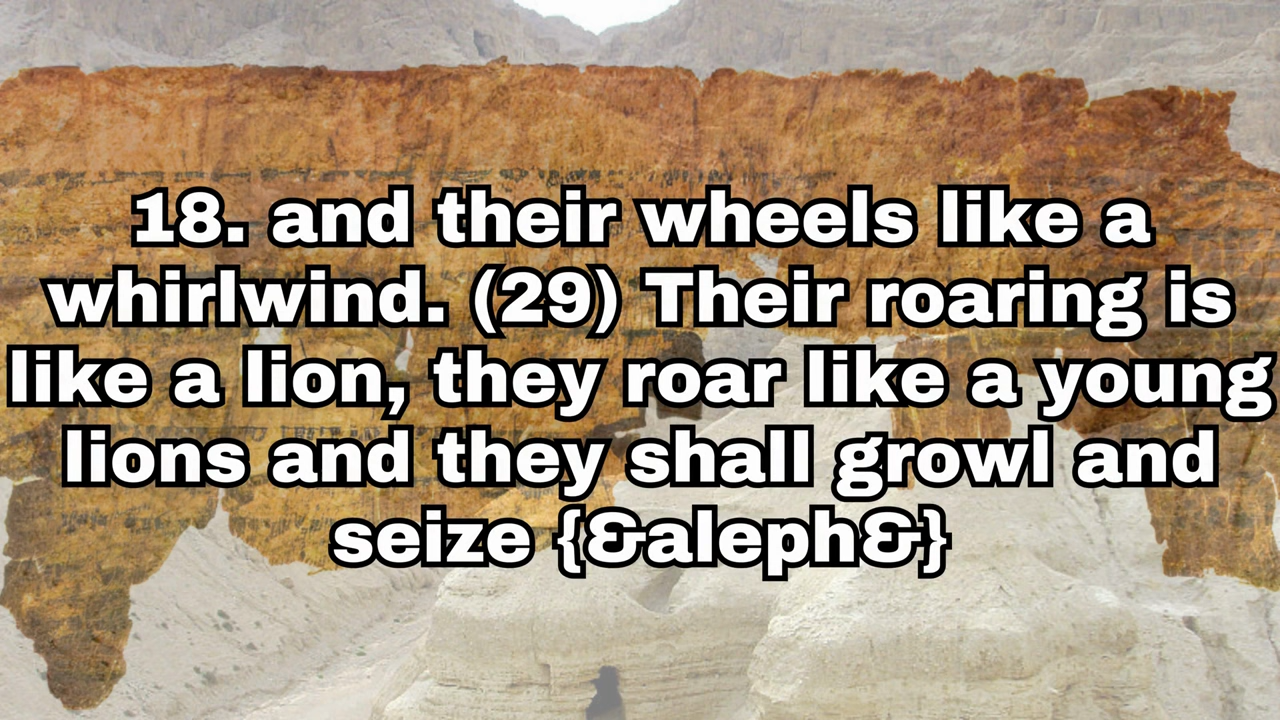 18. and their wheels like a
whirlwind. (29) Their roaring is
like a lion, they roar like a young
lions and they shall growl and
seize {&aleph&}